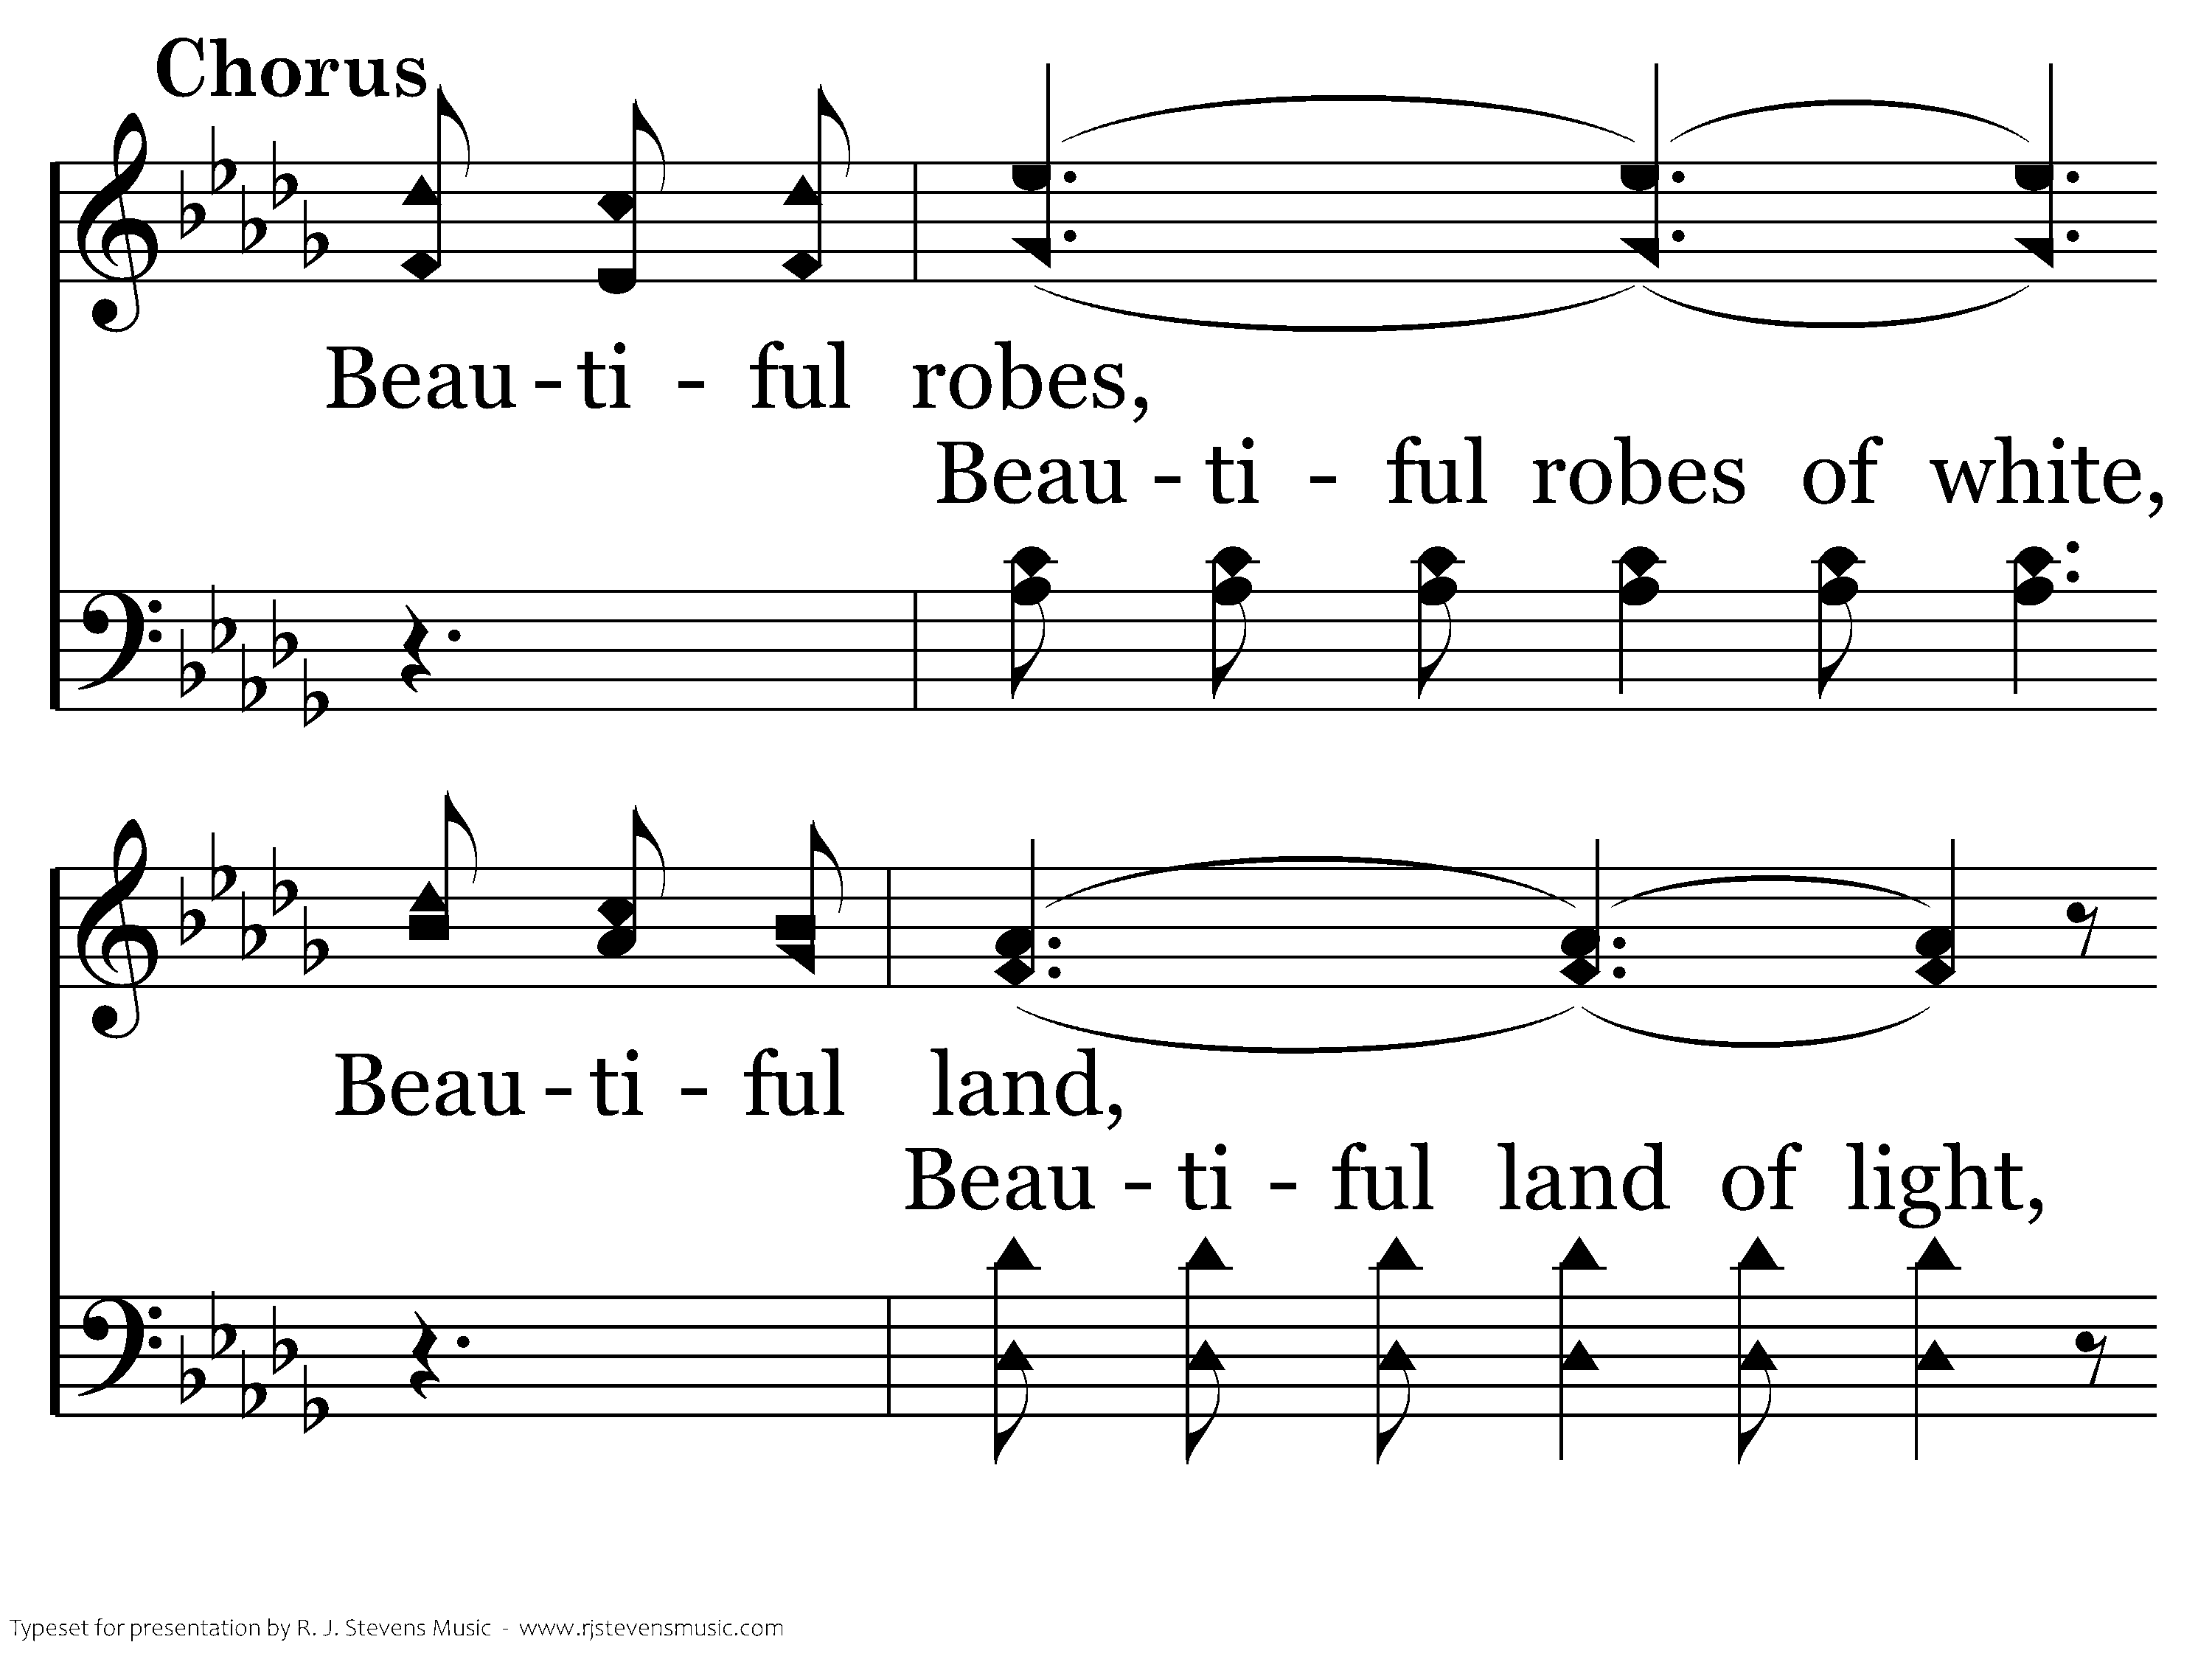 Chorus
Beau - ti - ful robes,
Beau - ti - ful robes of white,
Beau - ti - ful land,
Beau - ti - ful land of light,
Typeset for presentation by R. J. Stevens Music - www.rjstevensmusic.com